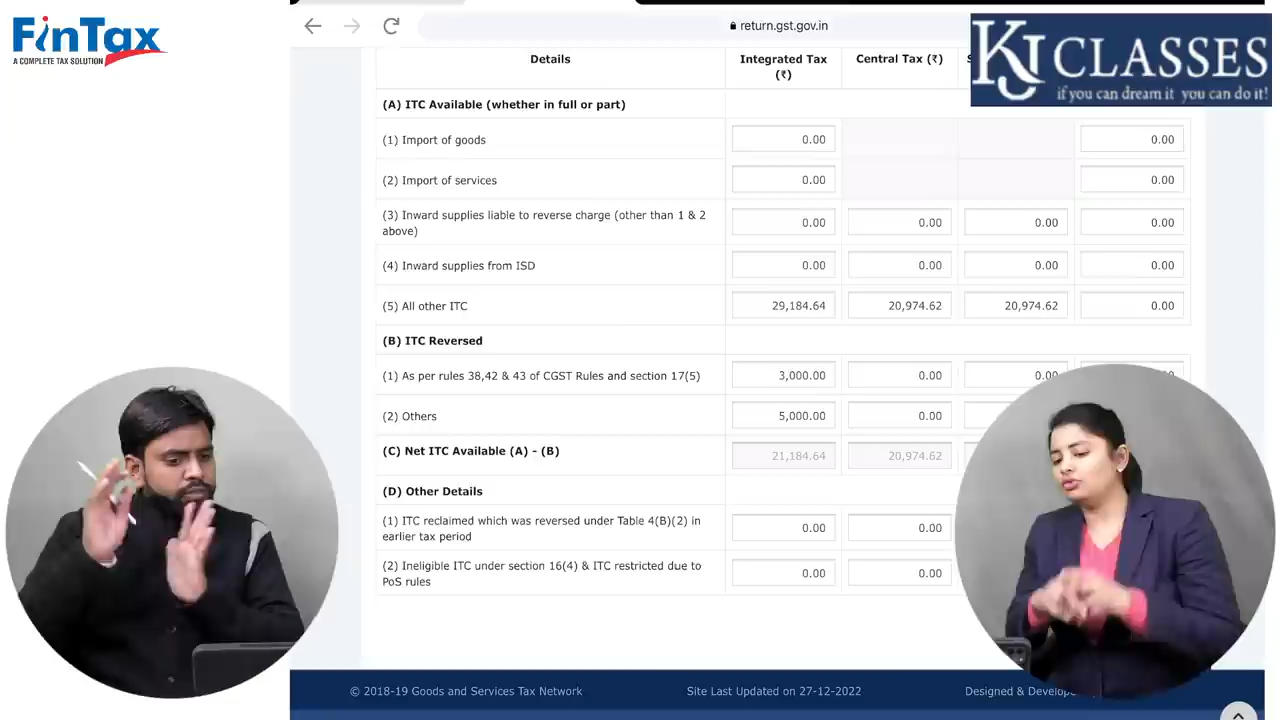 FinTax
A COMPLETE TAX SOLUTION
return.gst.gov.in
KJ CLASSES
if you can dream it you can do it!
Details Integrated Tax (₹) Central Tax (₹)
(A) ITC Available (whether in full or part)
(1) Import of goods 0.00 0.00
(2) Import of services 0.00 0.00
(3) Inward supplies liable to reverse charge (other than 1 & 2
above) 0.00 0.00 0.00 0.00
(4) Inward supplies from ISD 0.00 0.00 0.00 0.00
(5) All other ITC 29,184.64 20,974.62 20,974.62 0.00
(B) ITC Reversed
(1) As per rules 38,42 & 43 of CGST Rules and section 17(5) 3,000.00 0.00 0.00
(2) Others 5,000.00 0.00
(C) Net ITC Available (A) - (B) 21,184.64 20,974.62
(D) Other Details
(1) ITC reclaimed which was reversed under Table 4(B)(2) in
earlier tax period 0.00 0.00
(2) Ineligible ITC under section 16(4) & ITC restricted due to
PoS rules 0.00 0.00
© 2018-19 Goods and Services Tax Network Site Last Updated on 27-12-2022 Designed &